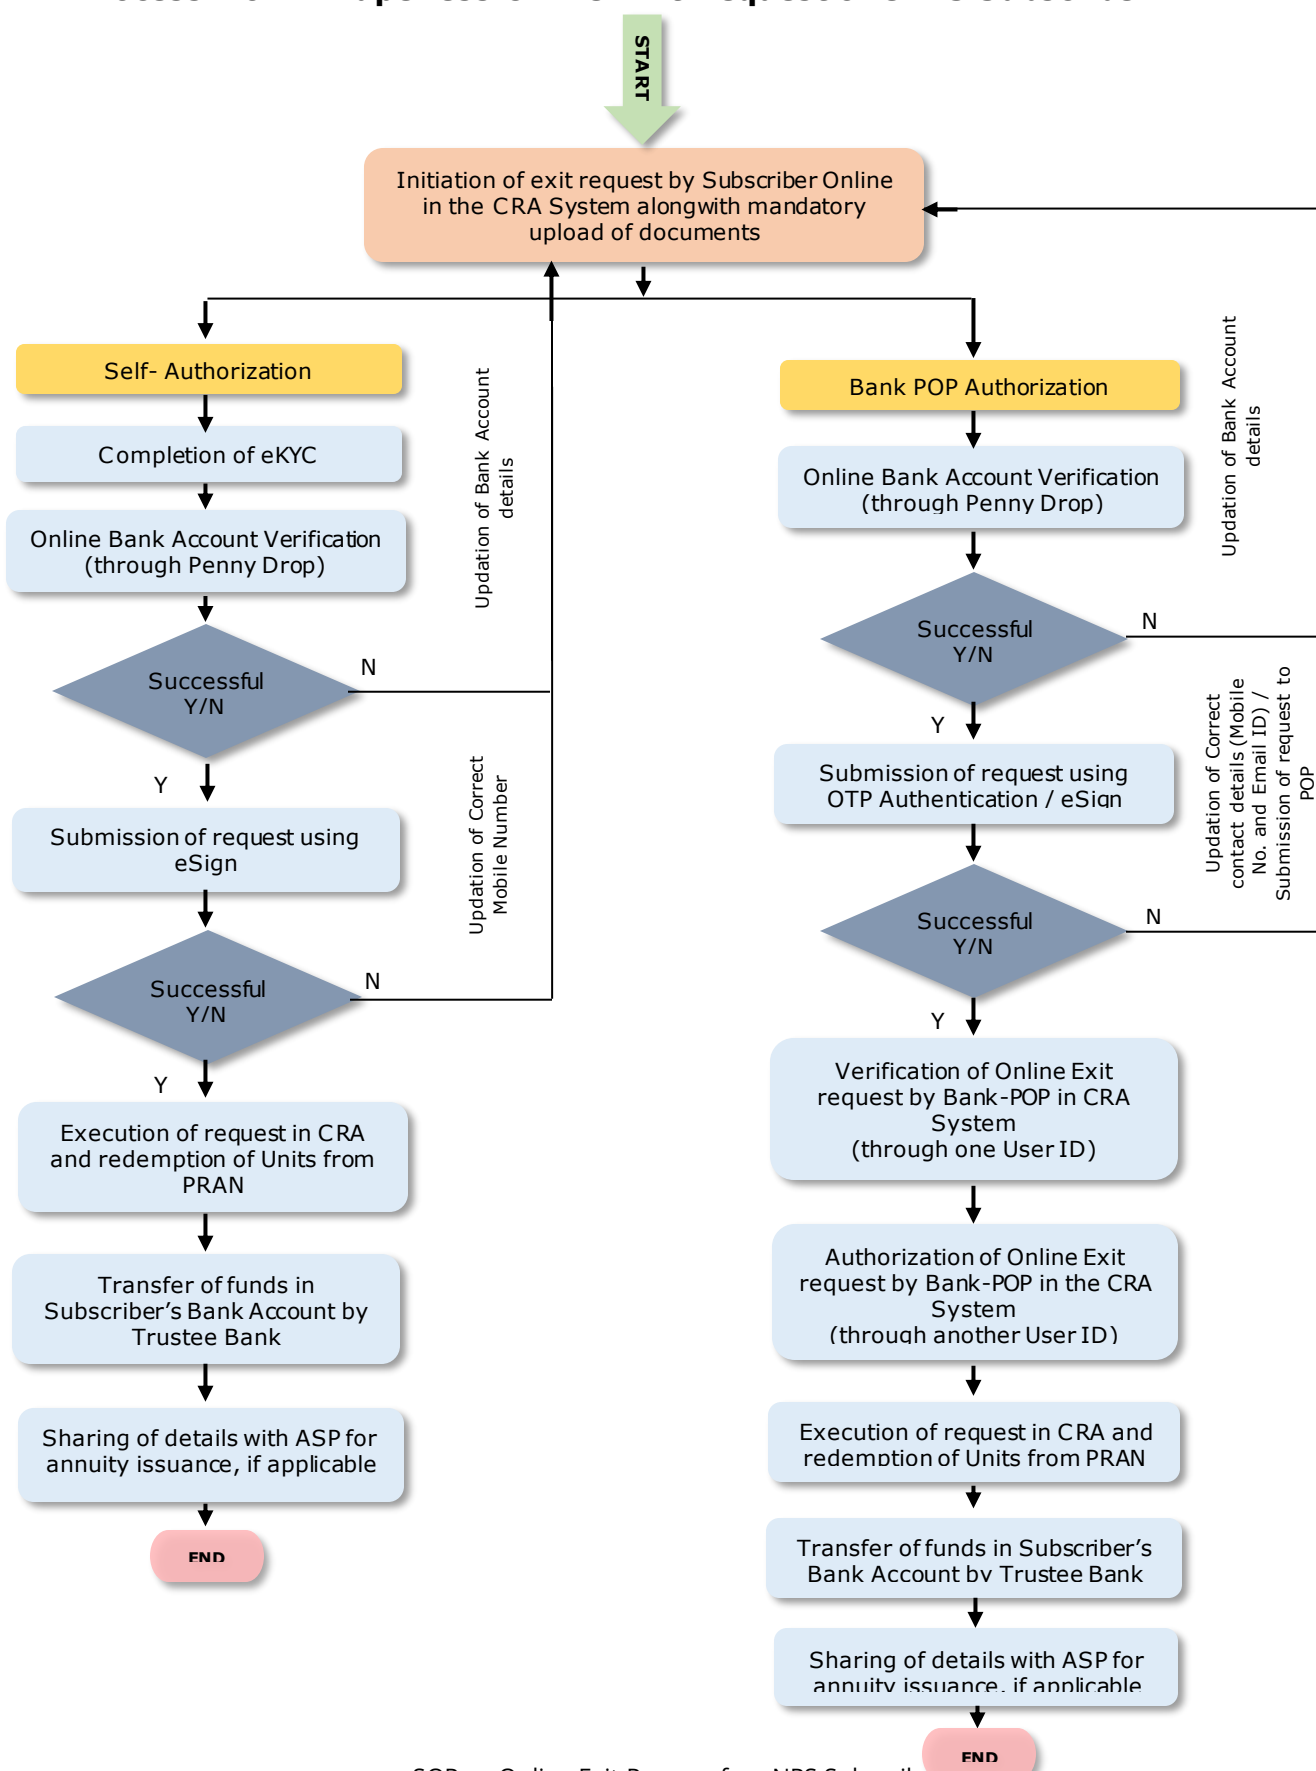 START
Initiation of exit request by Subscriber Online
in the CRA System alongwith mandatory
upload of documents
Self- Authorization
Completion of eKYC
Online Bank Account Verification
(through Penny Drop)
Successful
Y/N
N
Updation of Bank Account
details
Y
Submission of request using
eSign
Successful
Y/N
N
Updation of Correct
Mobile Number
Y
Execution of request in CRA
and redemption of Units from
PRAN
Transfer of funds in
Subscriber's Bank Account by
Trustee Bank
Sharing of details with ASP for
annuity issuance, if applicable
END
Bank POP Authorization
Online Bank Account Verification
(through Penny Drop)
Successful
Y/N
N
Updation of Bank Account
details
Y
Submission of request using
OTP Authentication / eSign
Successful
Y/N
N
Updation of Correct
contact details (Mobile
No. and Email ID) /
Submission of request to
POP
Y
Verification of Online Exit
request by Bank-POP in CRA
System
(through one User ID)
Authorization of Online Exit
request by Bank-POP in the CRA
System
(through another User ID)
Execution of request in CRA and
redemption of Units from PRAN
Transfer of funds in Subscriber's
Bank Account by Trustee Bank
Sharing of details with ASP for
annuity issuance, if applicable
END